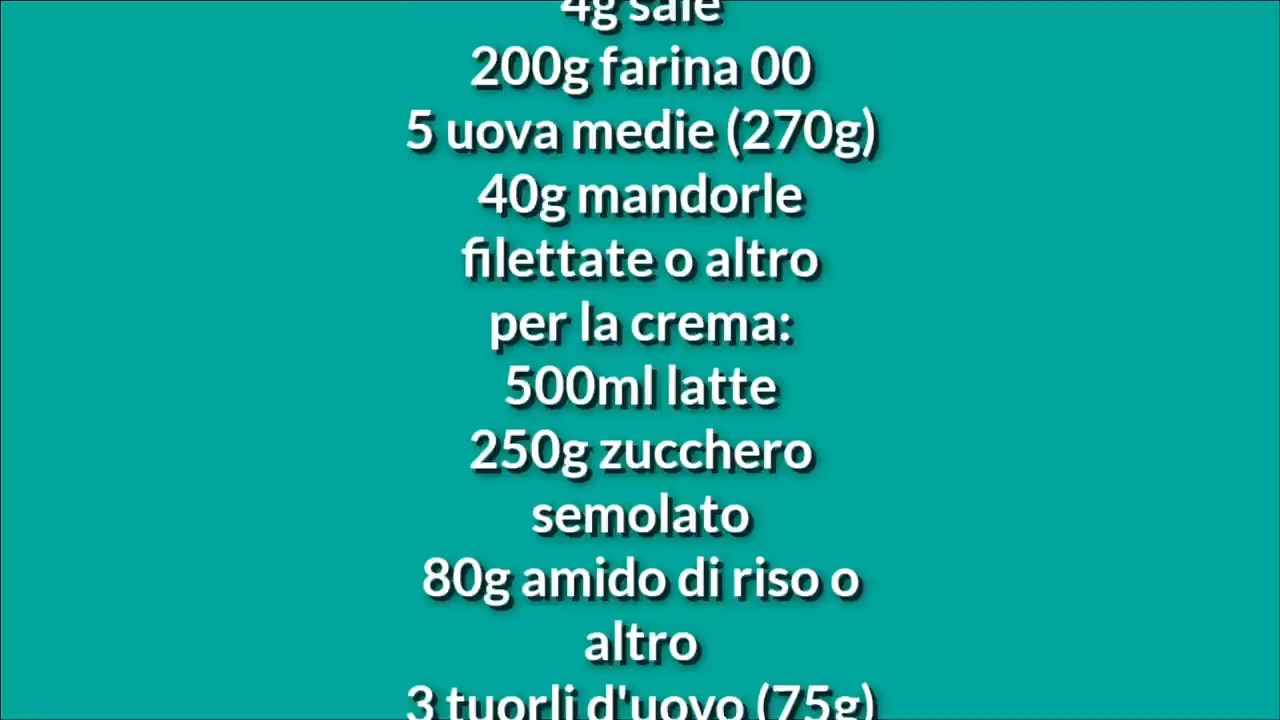 4g sale
200g farina 00
5 uova medie (270g)
40g mandorle
filettate o altro
per la crema:
500ml latte
250g zucchero
semolato
80g amido di riso o
altro
3 tuorli d'uovo (75g)